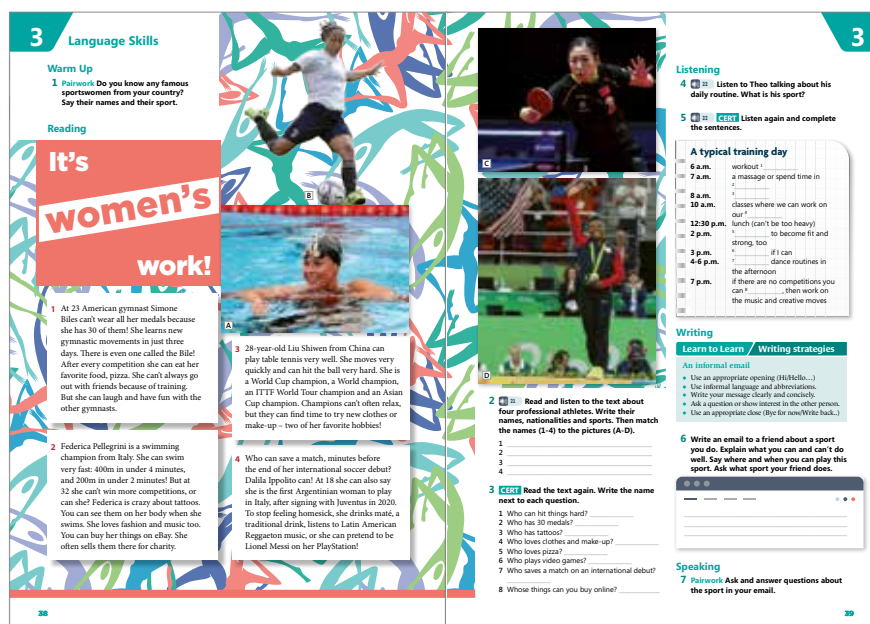 3
Language Skills
Warm Up
1 Pairwork Do you know any famous
sportswomen from your country?
Say their names and their sport.
Reading
It's
women's
work!
B
A
1 At 23 American gymnast Simone
Biles can't wear all her medals because
she has 30 of them! She learns new
gymnastic movements in just three
days. There is even one called the Bile!
After every competition she can eat her
favorite food, pizza. She can't always go
out with friends because of training.
But she can laugh and have fun with the
other gymnasts.
2 Federica Pellegrini is a swimming
champion from Italy. She can swim
very fast: 400m in under 4 minutes,
and 200m in under 2 minutes! But at
32 she can't win more competitions, or
can she? Federica is crazy about tattoos.
You can see them on her body when she
swims. She loves fashion and music too.
You can buy her things on eBay. She
often sells them there for charity.
3 28-year-old Liu Shiwen from China can
play table tennis very well. She moves very
quickly and can hit the ball very hard. She is
a World Cup champion, a World champion,
an ITTF World Tour champion and an Asian
Cup champion. Champions can't often relax,
but they can find time to try new clothes or
make-up – two of her favorite hobbies!
4 Who can save a match, minutes before
the end of her international soccer debut?
Dalila Ippolito can! At 18 she can also say
she is the first Argentinian woman to play
in Italy, after signing with Juventus in 2020.
To stop feeling homesick, she drinks maté, a
traditional drink, listens to Latin American
Reggaeton music, or she can pretend to be
Lionel Messi on her PlayStation!
38
C
D
2 21 Read and listen to the text about
four professional athletes. Write their
names, nationalities and sports. Then match
the names (1-4) to the pictures (A-D).
1
2
3
4
3 CERT Read the text again. Write the name
next to each question.
1 Who can hit things hard?
2 Who has 30 medals?
3 Who has tattoos?
4 Who loves clothes and make-up?
5 Who loves pizza?
6 Who plays video games?
7 Who saves a match on an international debut?
8 Whose things can you buy online?
3
Listening
4 22 Listen to Theo talking about his
daily routine. What is his sport?
5 22 CERT Listen again and complete
the sentences.
A typical training day
6 a.m. workout 1
7 a.m. a massage or spend time in
2
8 a.m. 3
10 a.m. classes where we can work on
our 4
12:30 p.m. lunch (can't be too heavy)
2 p.m. 5 to become fit and
strong, too
3 p.m. 6 if I can
4-6 p.m. 7 dance routines in
the afternoon
7 p.m. if there are no competitions you
can 8 , then work on
the music and creative moves
Writing
Learn to Learn / Writing strategies
An informal email
• Use an appropriate opening (Hi/Hello…)
• Use informal language and abbreviations.
• Write your message clearly and concisely.
• Ask a question or show interest in the other person.
• Use an appropriate close (Bye for now/Write back..)
6 Write an email to a friend about a sport
you do. Explain what you can and can't do
well. Say where and when you can play this
sport. Ask what sport your friend does.
Speaking
7 Pairwork Ask and answer questions about
the sport in your email.
39